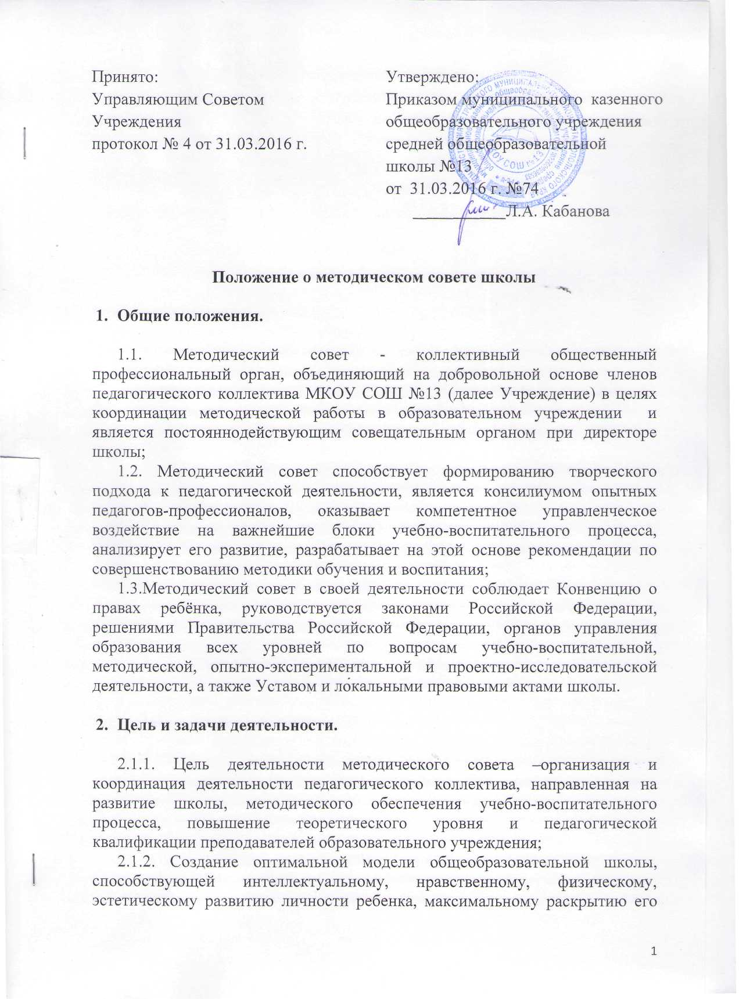 Принято:
Управляющим Советом
Учреждения
протокол № 4 от 31.03.2016 г.
Утверждено:
Приказом муниципального казенного
общеобразовательного учреждения
средней общеобразовательной
школы №13
от 31.03.2016 г. №74
___________Л.А. Кабанова
МКОУ СОШ № 13
Положение о методическом совете школы
1. Общие положения.
1.1. Методический совет - коллективный общественный
профессиональный орган, объединяющий на добровольной основе членов
педагогического коллектива МКОУ СОШ №13 (далее Учреждение) в целях
координации методической работы в образовательном учреждении и
является постояннодействующим совещательным органом при директоре
школы;
1.2. Методический совет способствует формированию творческого
подхода к педагогической деятельности, является консилиумом опытных
педагогов-профессионалов, оказывает компетентное управленческое
воздействие на важнейшие блоки учебно-воспитательного процесса,
анализирует его развитие, разрабатывает на этой основе рекомендации по
совершенствованию методики обучения и воспитания;
1.3.Методический совет в своей деятельности соблюдает Конвенцию о
правах ребёнка, руководствуется законами Российской Федерации,
решениями Правительства Российской Федерации, органов управления
образования всех уровней по вопросам учебно-воспитательной,
методической, опытно-экспериментальной и проектно-исследовательской
деятельности, а также Уставом и локальными правовыми актами школы.
2. Цель и задачи деятельности.
2.1.1. Цель деятельности методического совета –организация и
координация деятельности педагогического коллектива, направленная на
развитие школы, методического обеспечения учебно-воспитательного
процесса, повышение теоретического уровня и педагогической
квалификации преподавателей образовательного учреждения;
2.1.2. Создание оптимальной модели общеобразовательной школы,
способствующей интеллектуальному, нравственному, физическому,
эстетическому развитию личности ребенка, максимальному раскрытию его
1